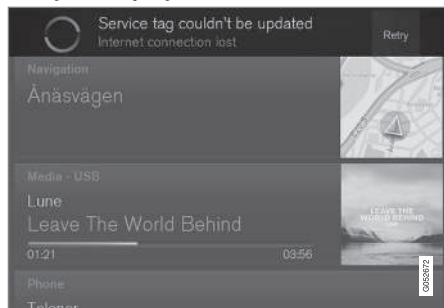 Service tag couldn't be updated
Internet connection lost
Retry
Navigation
Ånäsvägen
Media - USB
Lune
Leave The World Behind
01:21
03:56
LEAVE THE
WORLD BEHIND
Phone
Telenor
G052672